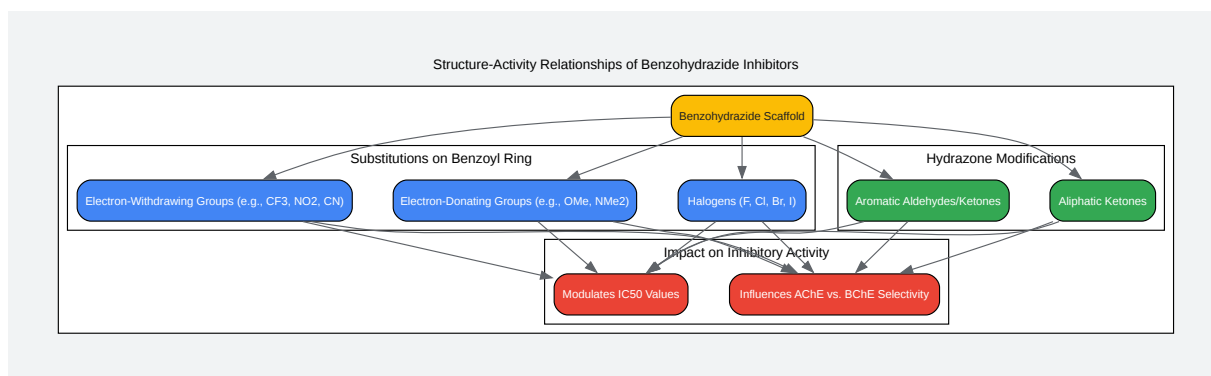 Structure-Activity Relationships of Benzohydrazide Inhibitors
Benzohydrazide Scaffold
Substitutions on Benzoyl Ring
Hydrazone Modifications
Electron-Withdrawing Groups (e.g., CF3, NO2, CN)
Electron-Donating Groups (e.g., OMe, NMe2)
Halogens (F, Cl, Br, I)
Aromatic Aldehydes/Ketones
Aliphatic Ketones
Impact on Inhibitory Activity
Modulates IC50 Values
Influences AChE vs. BChE Selectivity